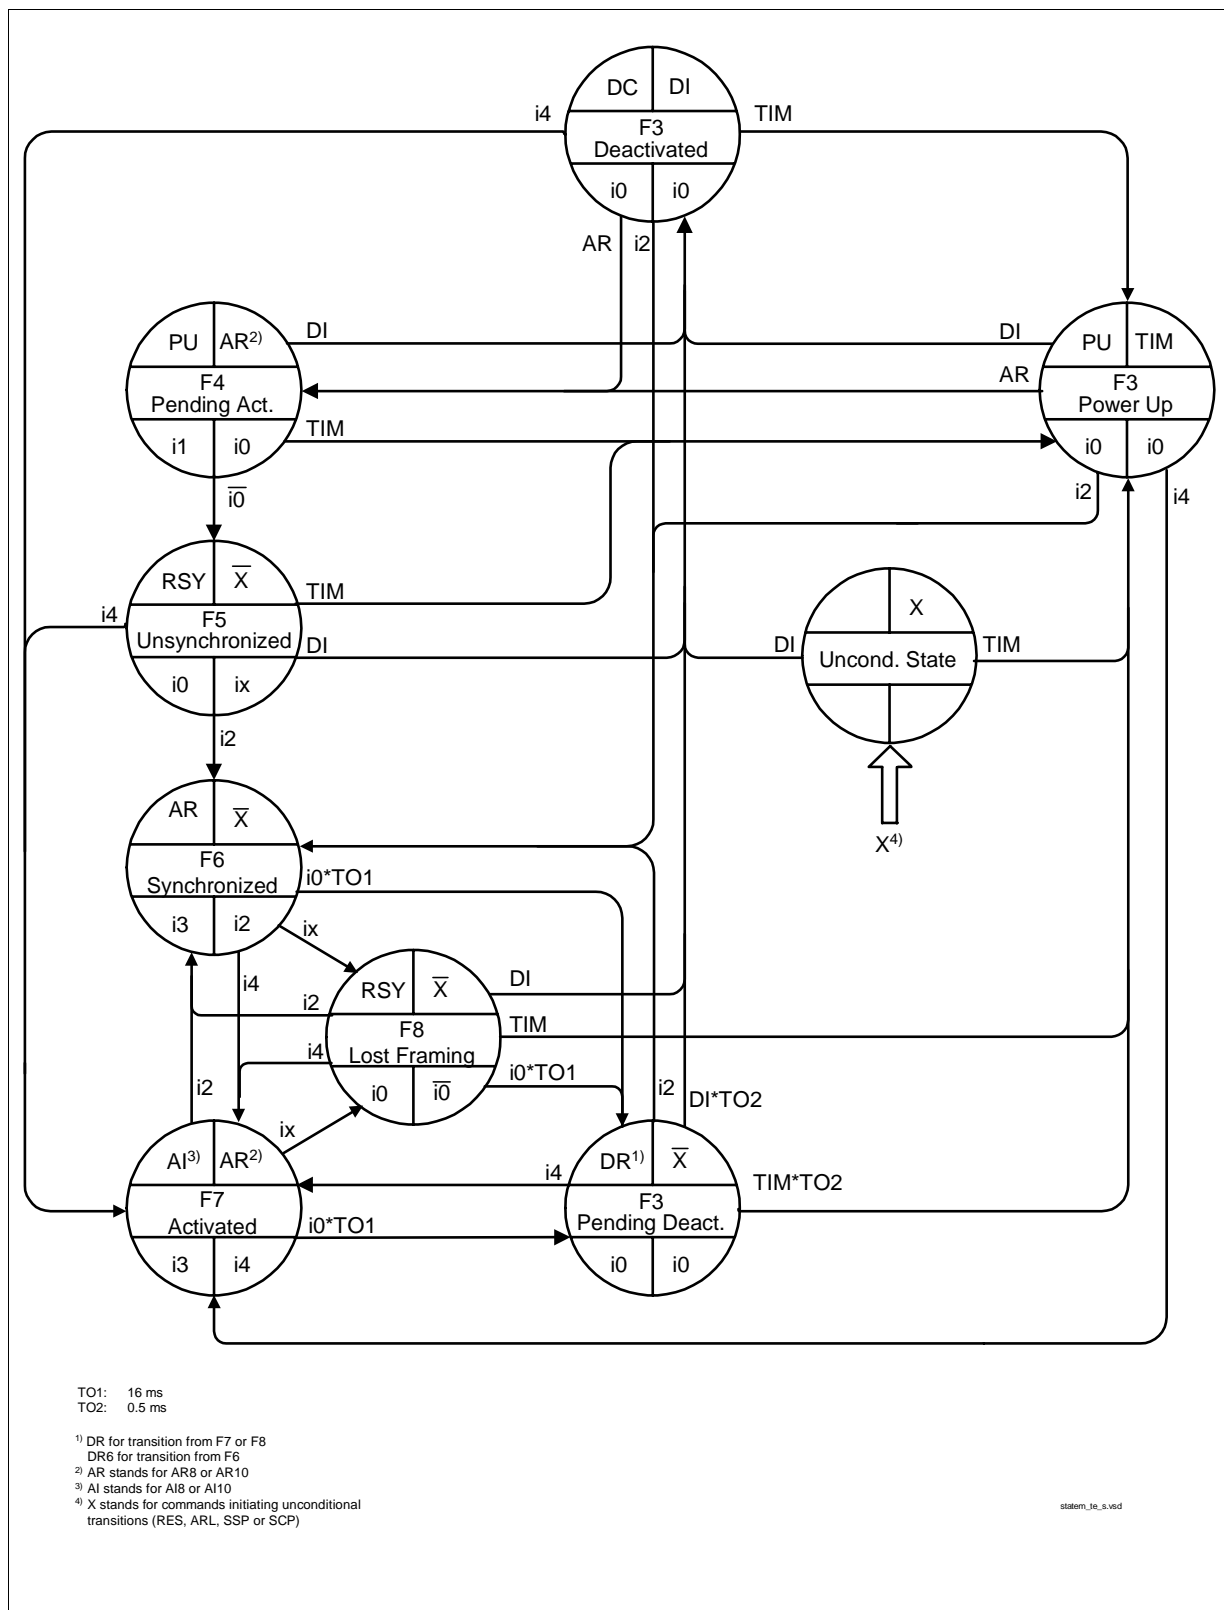 DC DI
i4 TIM
F3
Deactivated
i0 i0
AR i2
PU AR2) DI
DI PU TIM
F4
Pending Act.
AR F3
Power Up
i1 i0 TIM
i0 i0
i2 i4
i̅0̅
RSY X̅
TIM
i4 F5
Unsynchronized
DI
i0 ix
X
DI Uncond. State TIM
i2
X4)
AR X̅
F6
Synchronized
i0*TO1
i3 i2
ix
i4
RSY X̅ DI
i2
F8
Lost Framing
TIM
i4
i0 i̅0̅ i0*TO1
i2
ix
i2 DI*TO2
AI3) AR2)
DR1) X̅
i4 TIM*TO2
F7
Activated
i0*TO1
F3
Pending Deact.
i3 i4
i0 i0
TO1: 16 ms
TO2: 0.5 ms
1) DR for transition from F7 or F8
DR6 for transition from F6
2) AR stands for AR8 or AR10
3) AI stands for AI8 or AI10
4) X stands for commands initiating unconditional
transitions (RES, ARL, SSP or SCP)
statem_te_s.vsd